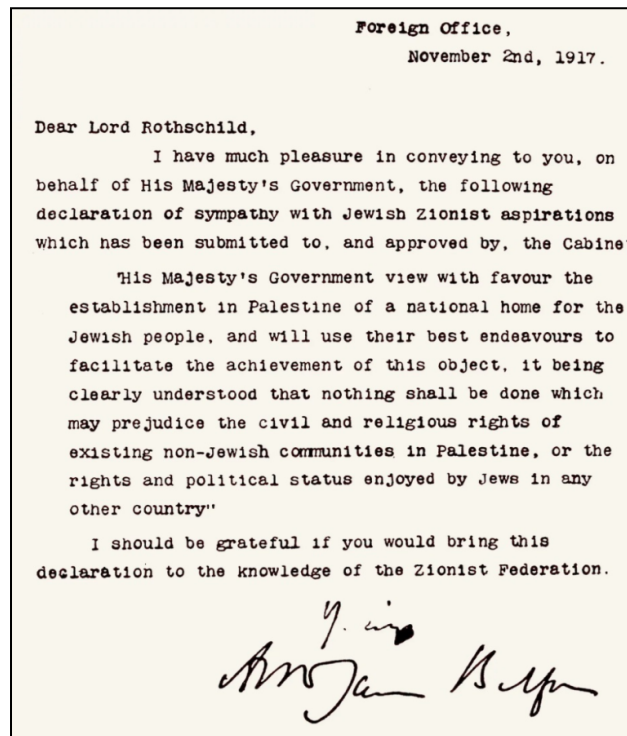 Foreign Office,
November 2nd, 1917.
Dear Lord Rothschild,
I have much pleasure in conveying to you, on
behalf of His Majesty's Government, the following
declaration of sympathy with Jewish Zionist aspirations
which has been submitted to, and approved by, the Cabine
"His Majesty's Government view with favour the
establishment in Palestine of a national home for the
Jewish people, and will use their best endeavours to
facilitate the achievement of this object, it being
clearly understood that nothing shall be done which
may prejudice the civil and religious rights of
existing non-Jewish communities in Palestine, or the
rights and political status enjoyed by Jews in any
other country"
I should be grateful if you would bring this
declaration to the knowledge of the Zionist Federation.